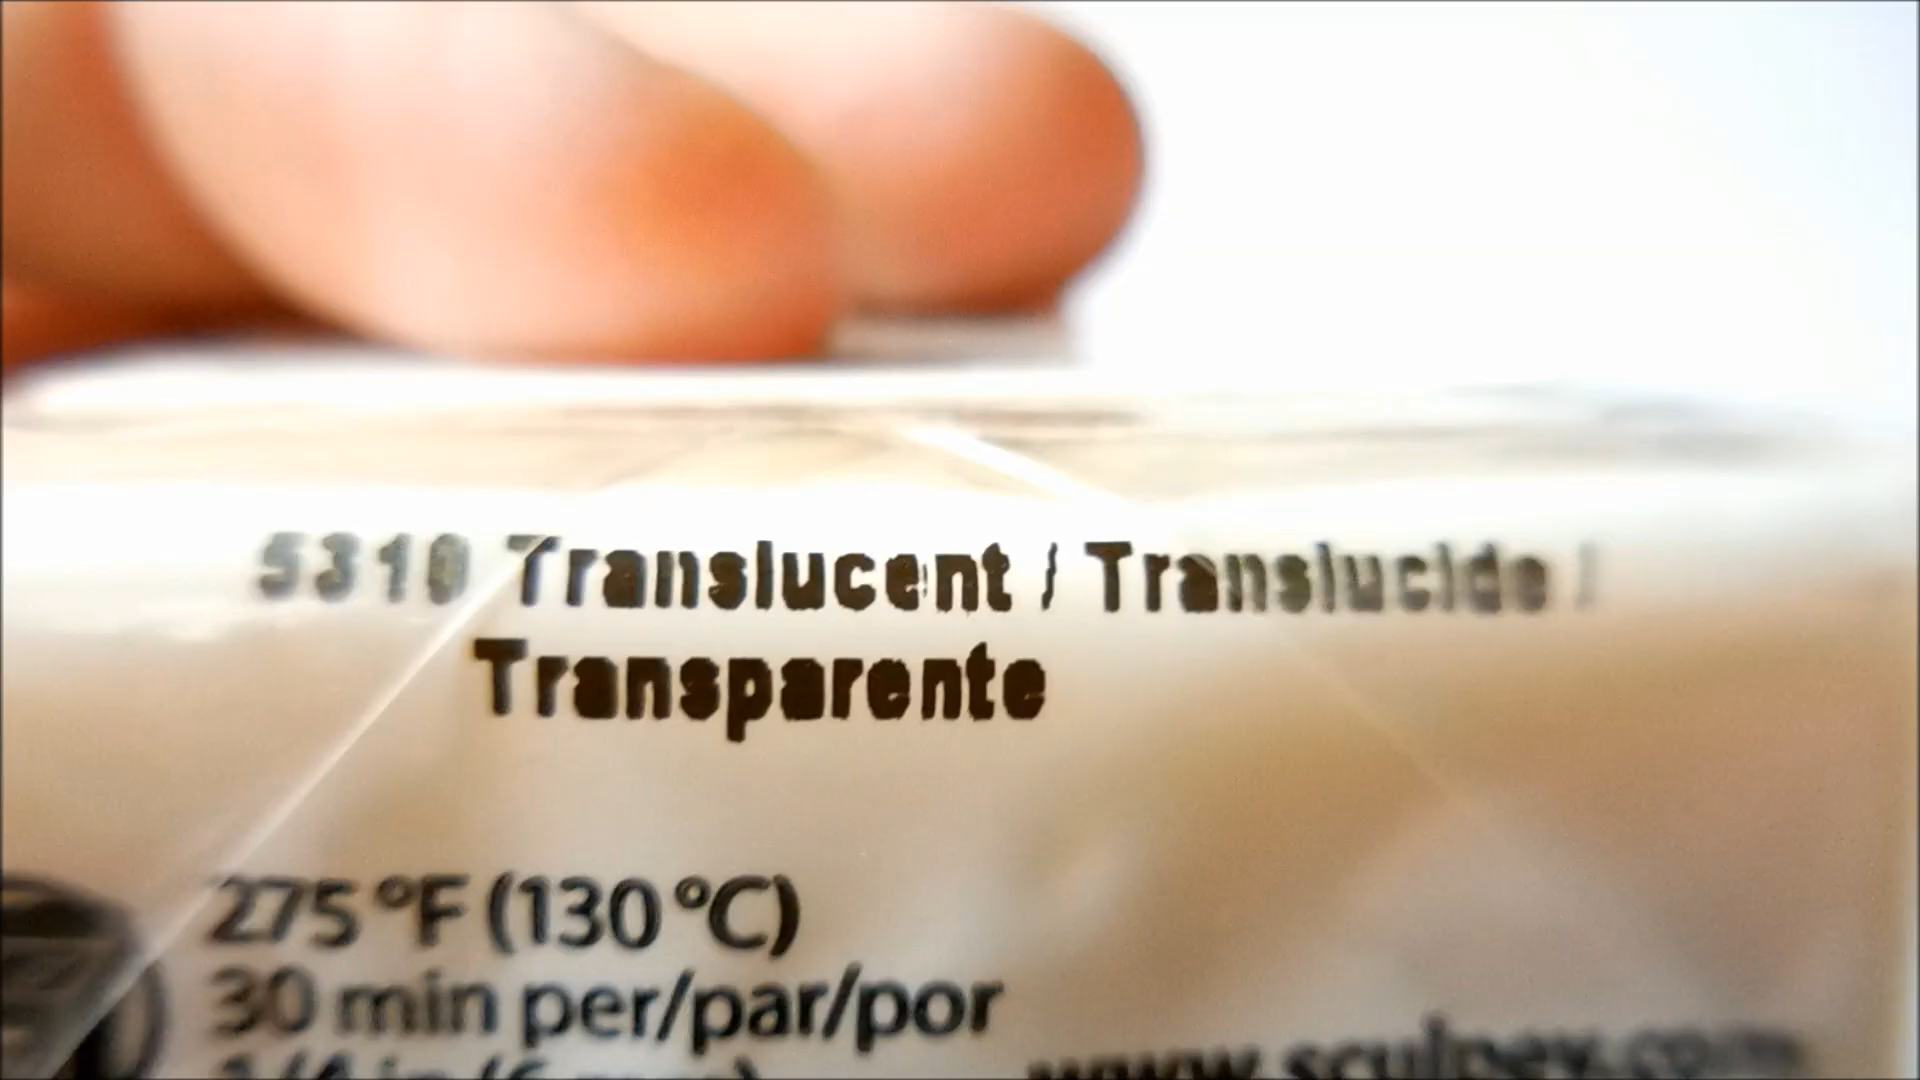 5310 Translucent / Translucide /
Transparente
275 °F (130 °C)
30 min per/par/por
1/4 in (6 mm)
www.sculpey.com